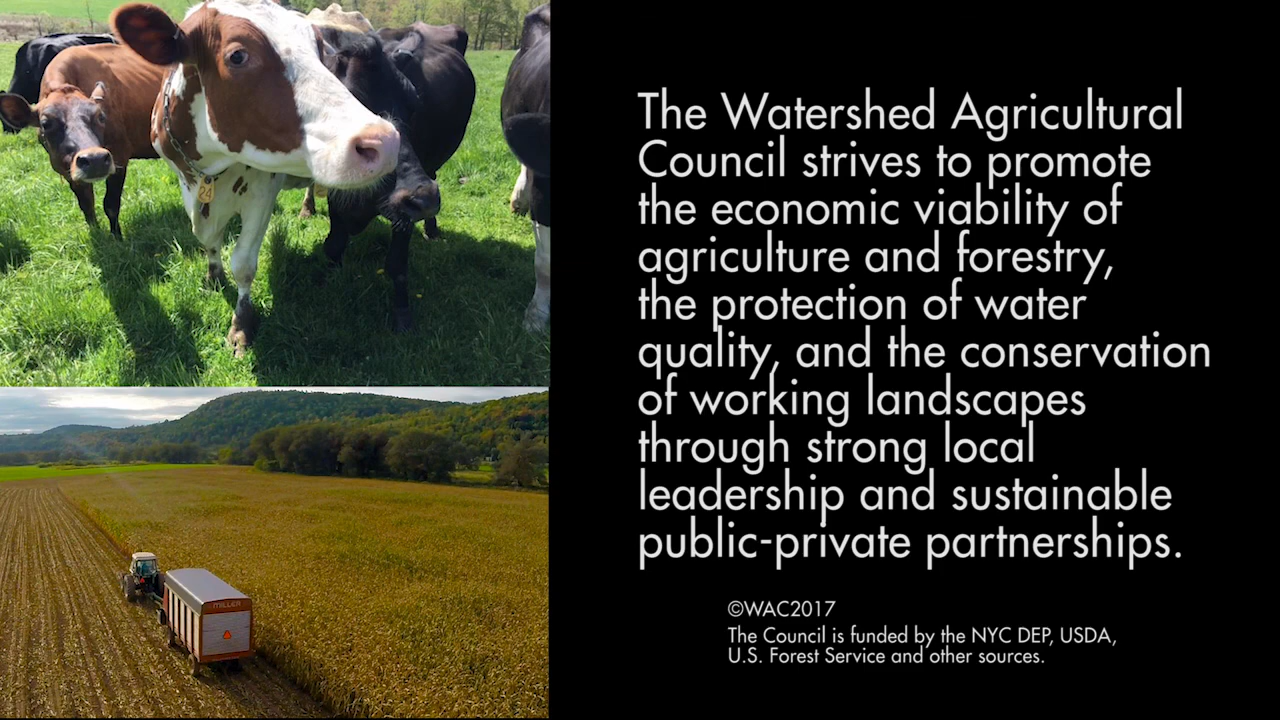 24
MILLER
The Watershed Agricultural
Council strives to promote
the economic viability of
agriculture and forestry,
the protection of water
quality, and the conservation
of working landscapes
through strong local
leadership and sustainable
public-private partnerships.
©WAC2017
The Council is funded by the NYC DEP, USDA,
U.S. Forest Service and other sources.